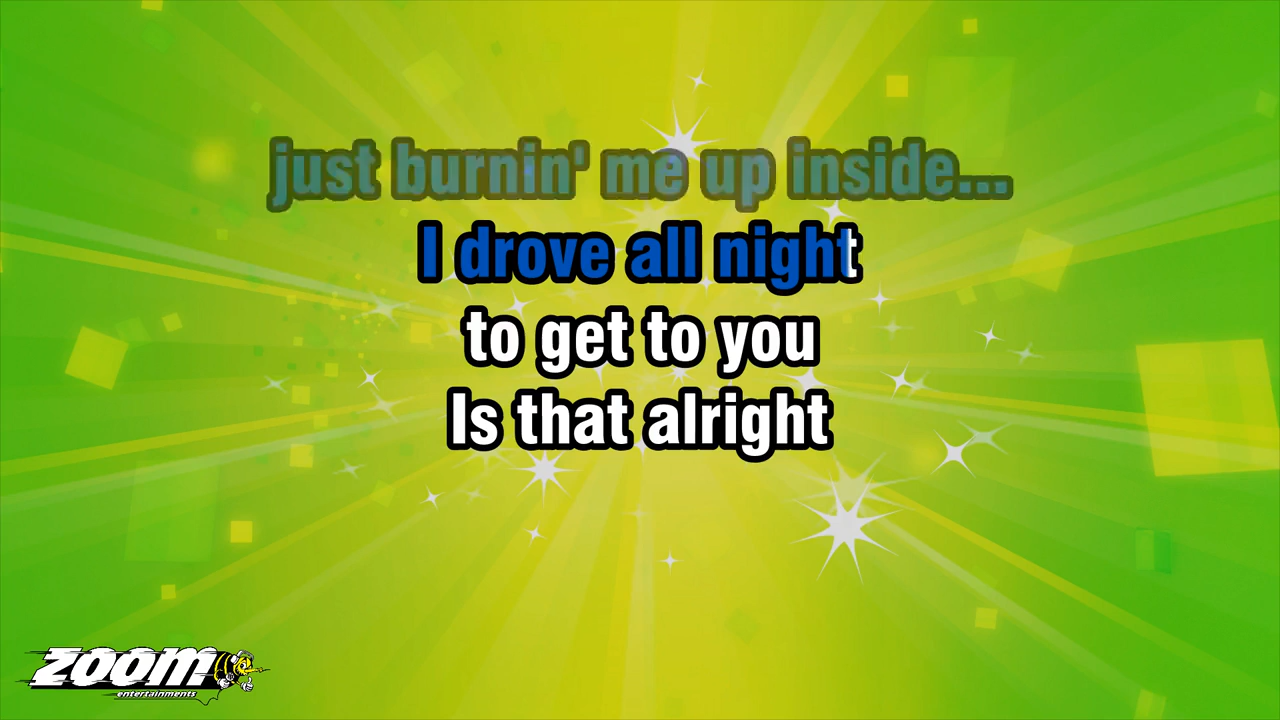 just burnin' me up inside...
I drove all night
to get to you
Is that alright
ZOOM
entertainments